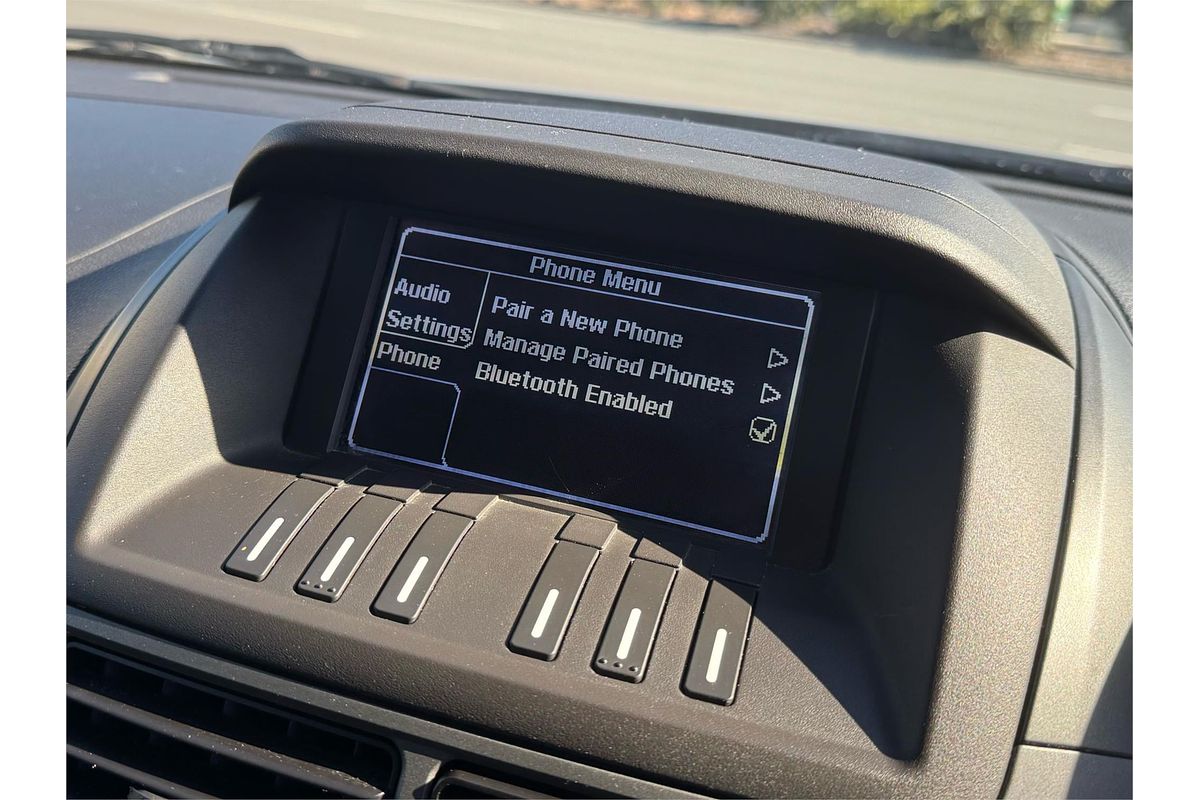 Phone Menu
Audio
Settings
Phone
Pair a New Phone
Manage Paired Phones
Bluetooth Enabled